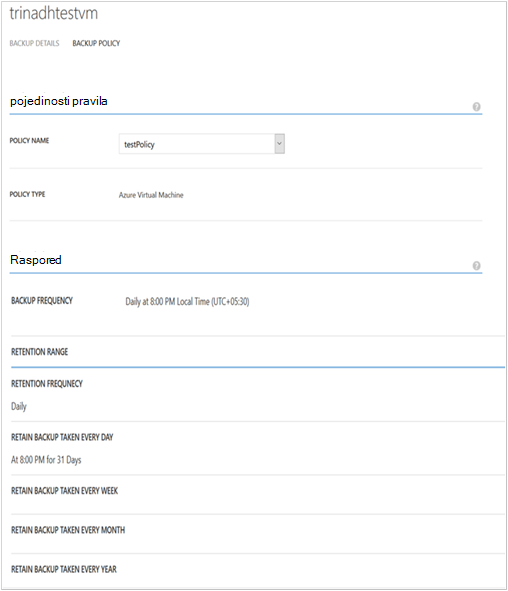 trinadhtestvm
BACKUP DETAILS BACKUP POLICY
pojedinosti pravila
?
POLICY NAME testPolicy
POLICY TYPE Azure Virtual Machine
Raspored
?
BACKUP FREQUENCY Daily at 8:00 PM Local Time (UTC+05:30)
RETENTION RANGE
RETENTION FREQUNECY
Daily
RETAIN BACKUP TAKEN EVERY DAY
At 8:00 PM for 31 Days
RETAIN BACKUP TAKEN EVERY WEEK
RETAIN BACKUP TAKEN EVERY MONTH
RETAIN BACKUP TAKEN EVERY YEAR